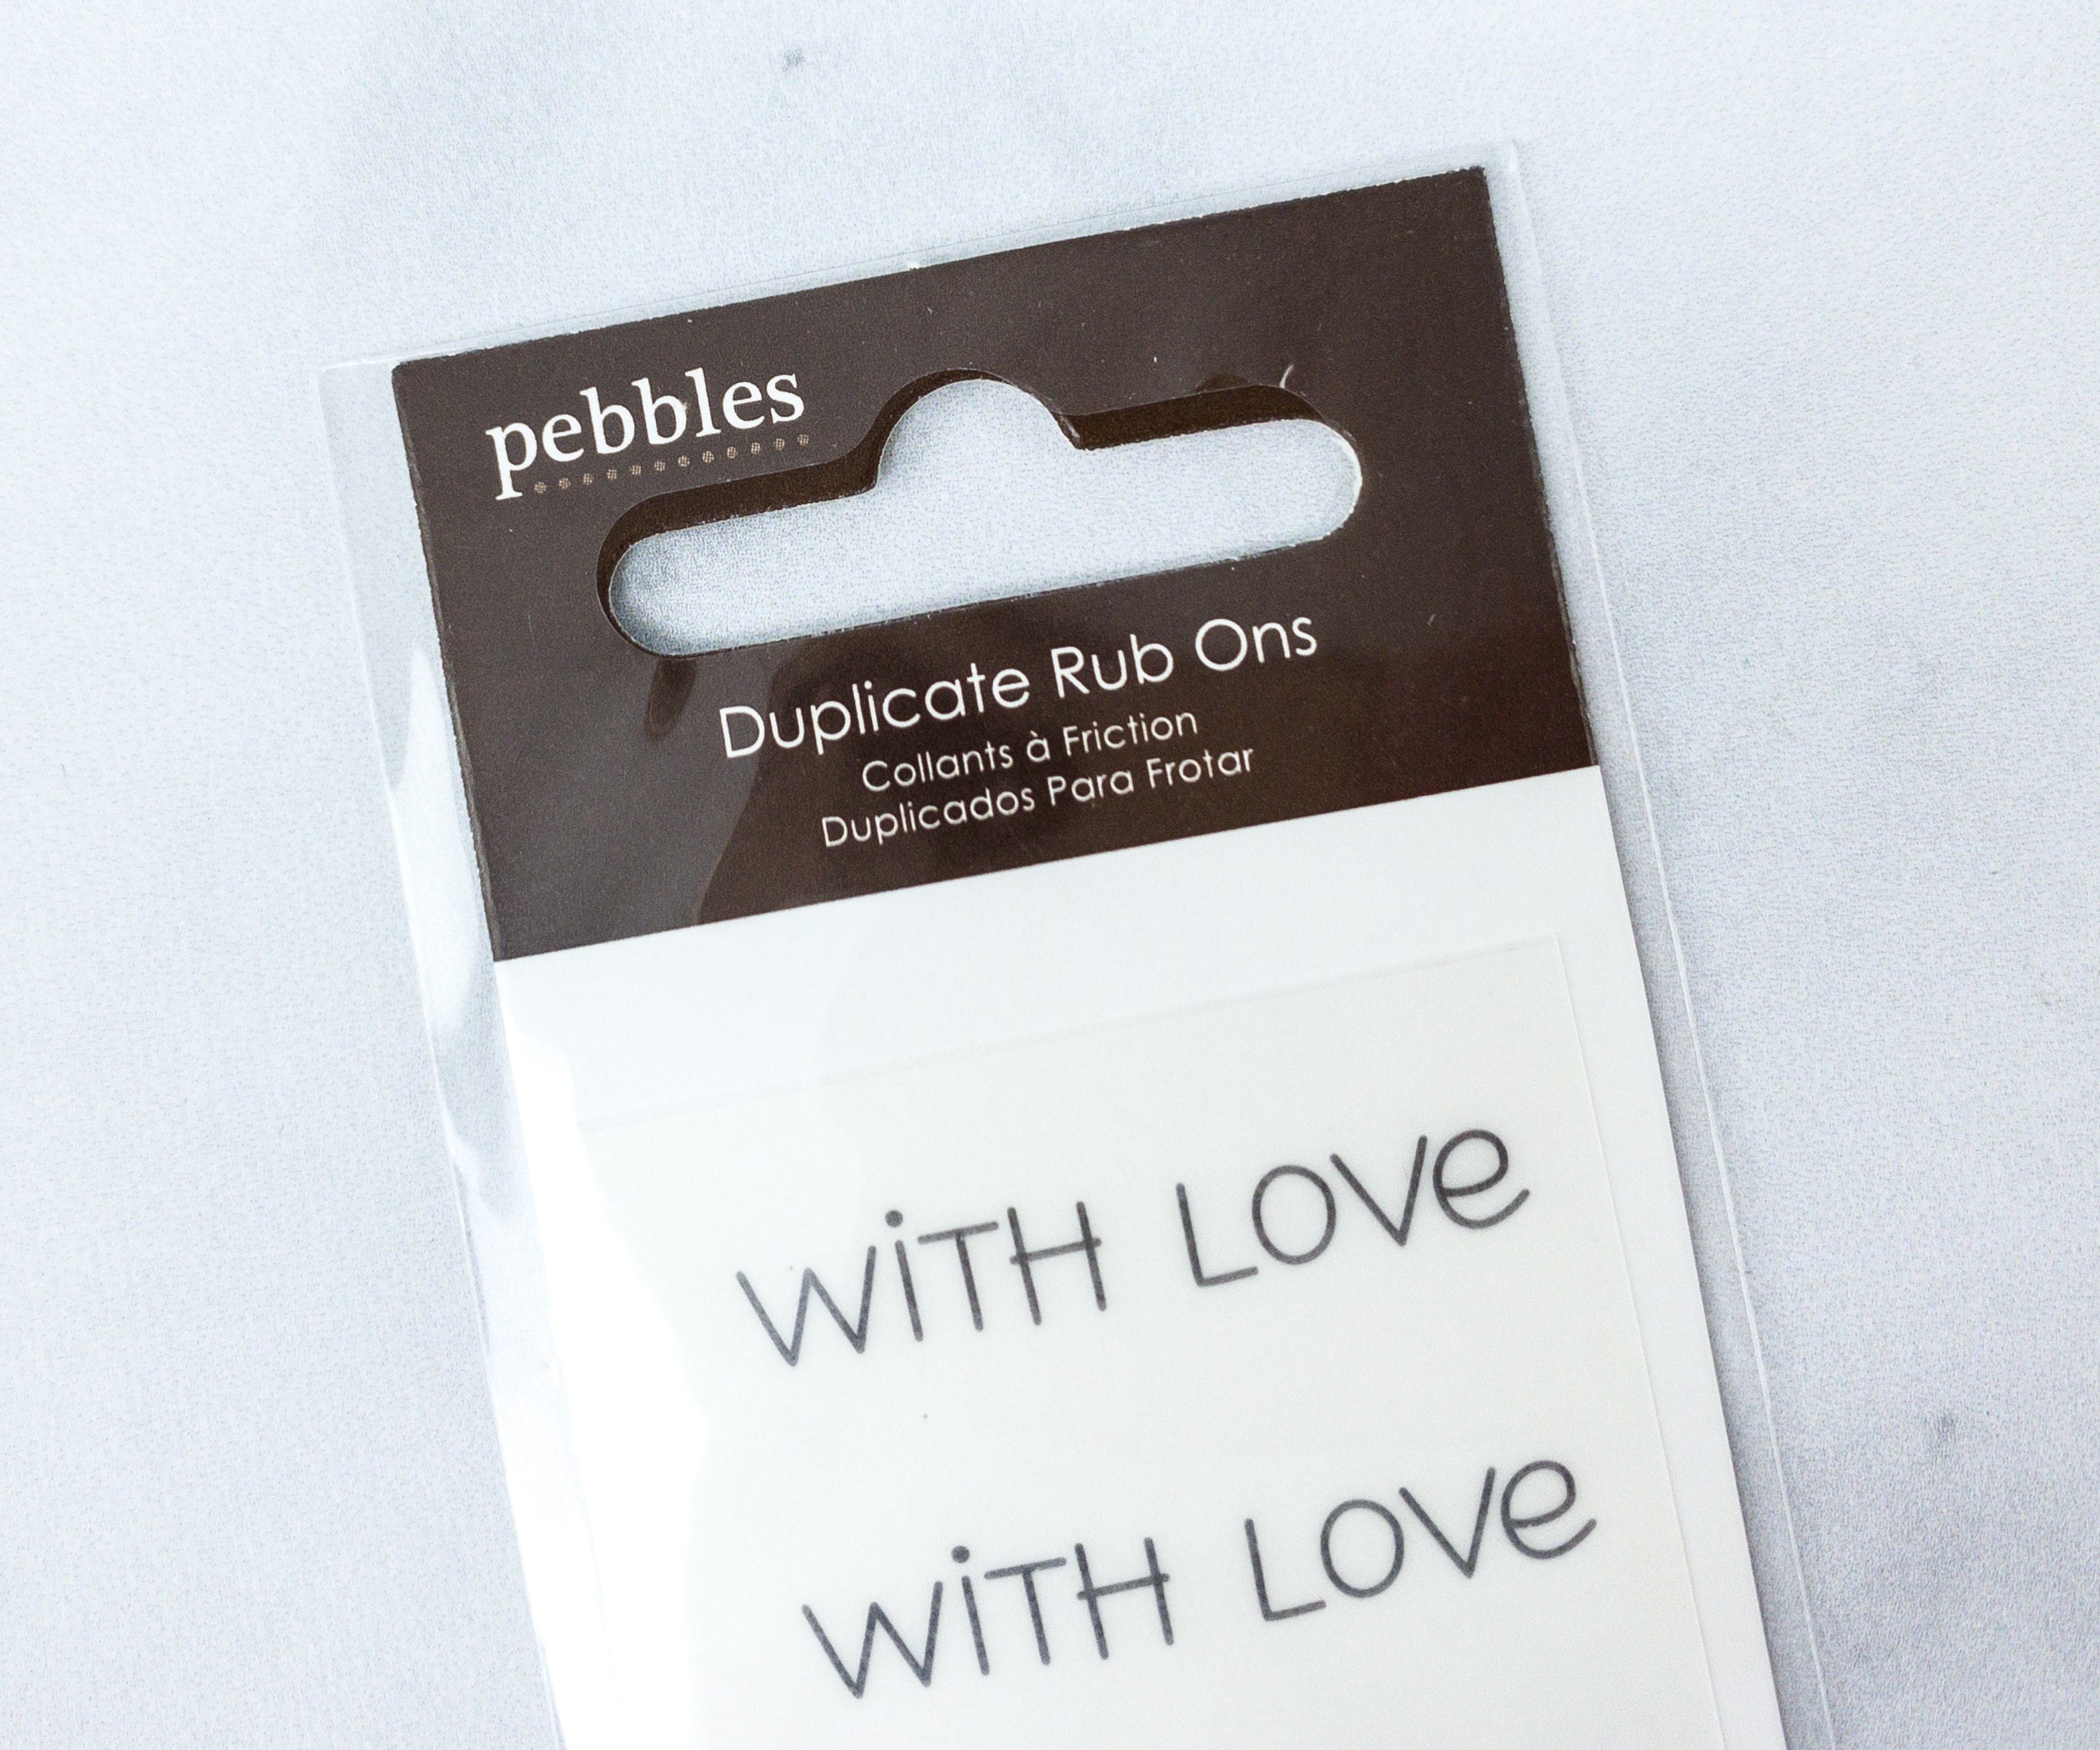 pebbles
Duplicate Rub Ons
Collants à Friction
Duplicados Para Frotar
WiTH LOVe
WiTH LOVe